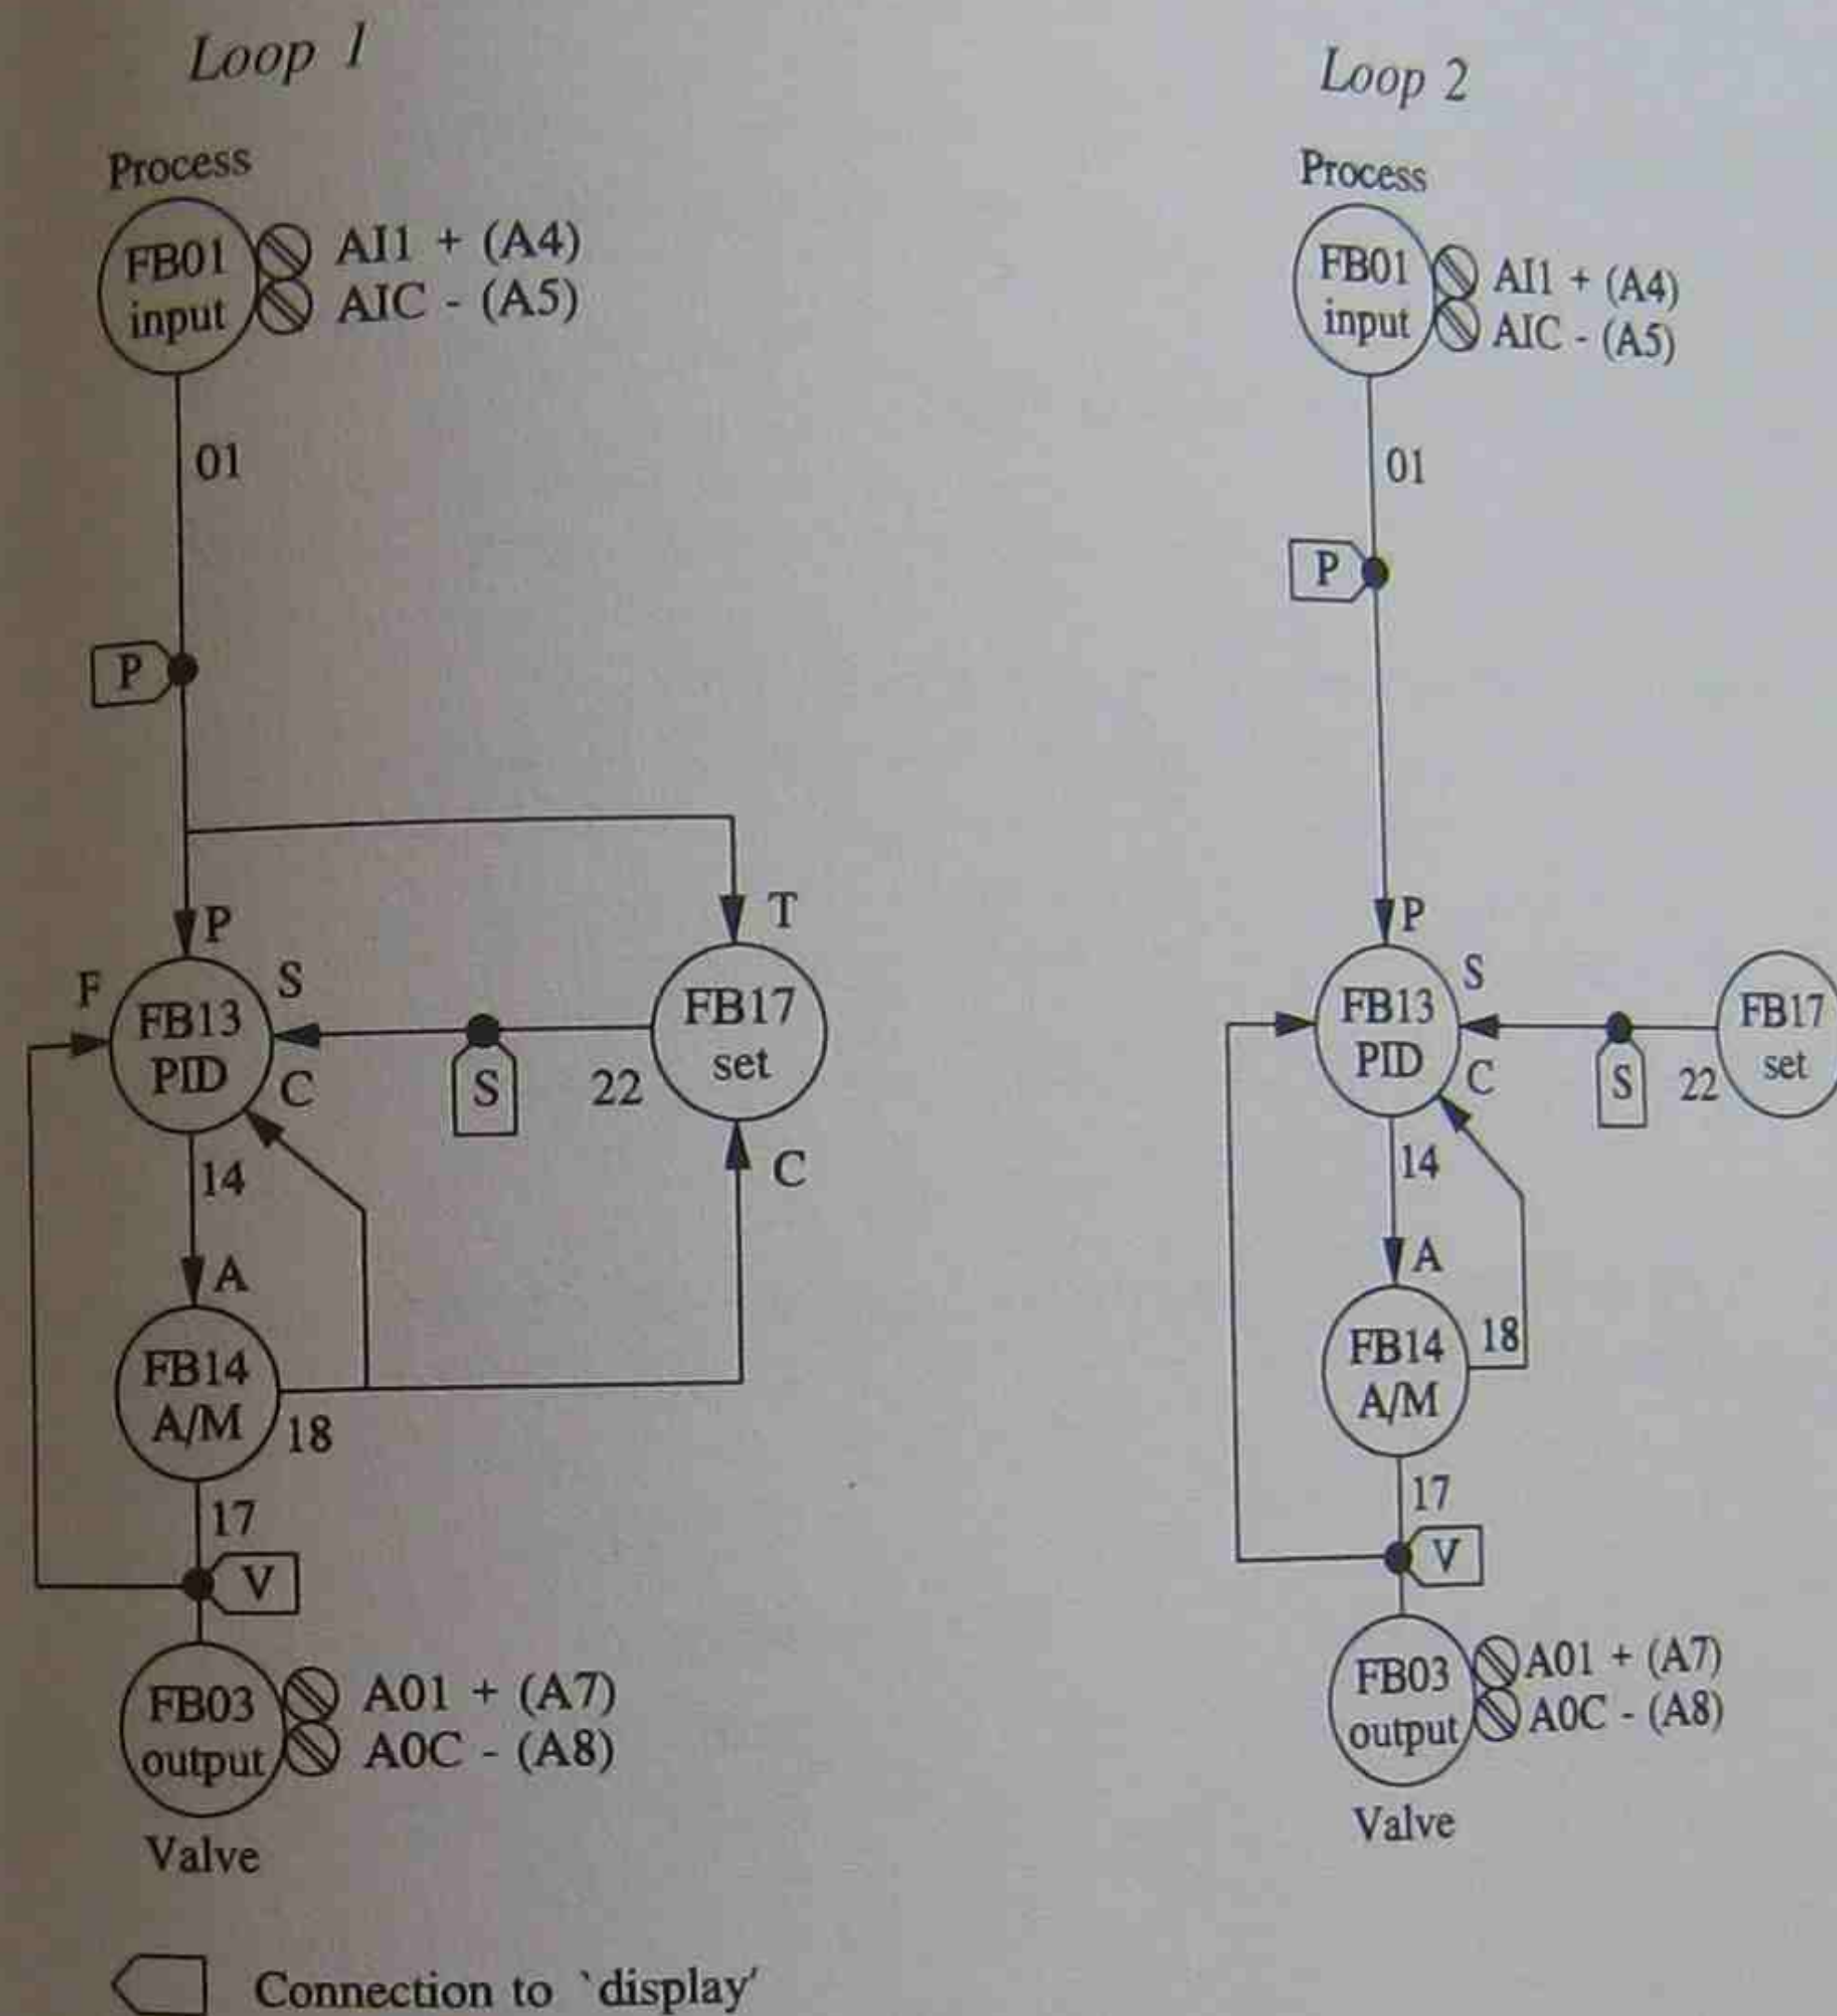 Loop 1
Process
FB01
input
AI1 + (A4)
AIC - (A5)
01
P
P
T
F
S
FB13
PID
C
S
22
FB17
set
C
14
A
FB14
A/M
18
17
V
FB03
output
A01 + (A7)
A0C - (A8)
Valve
Connection to `display'
Loop 2
Process
FB01
input
AI1 + (A4)
AIC - (A5)
01
P
P
S
FB13
PID
C
S
22
FB17
set
14
A
FB14
A/M
18
17
V
FB03
output
A01 + (A7)
A0C - (A8)
Valve